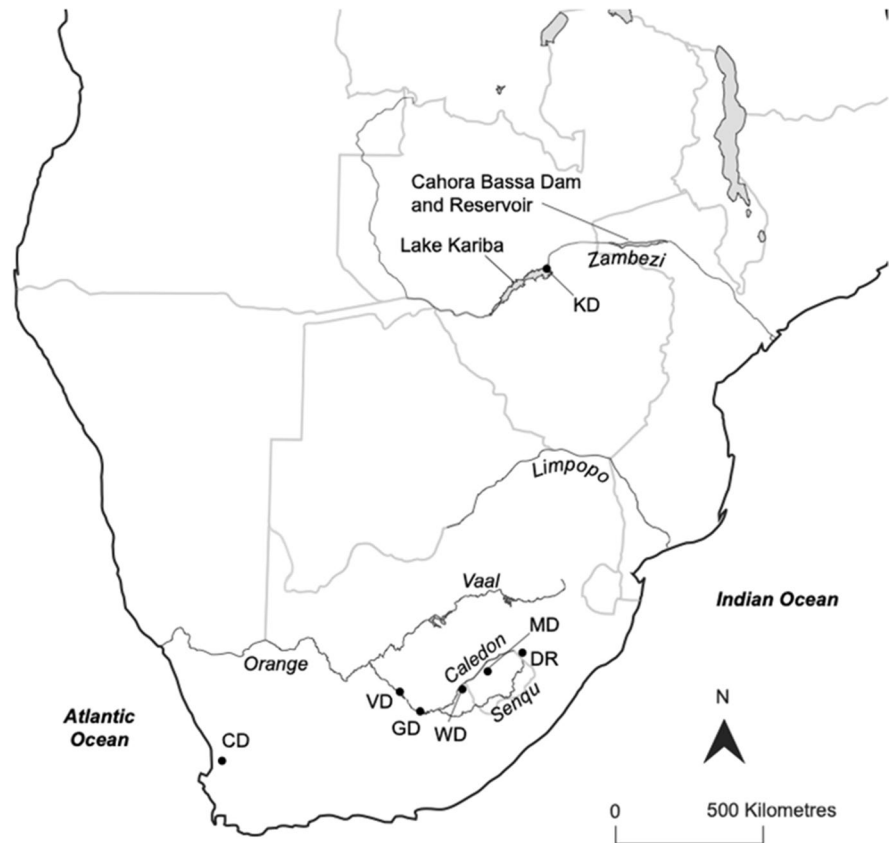 Cahora Bassa Dam
and Reservoir
Lake Kariba
Zambezi
KD
Limpopo
Vaal
Indian Ocean
MD
Caledon
DR
Orange
Senqu
VD
N
Atlantic
Ocean
GD
WD
CD
0 500 Kilometres